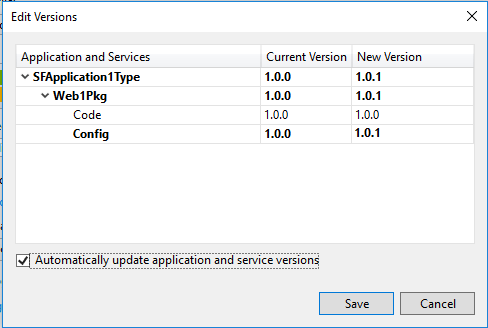 Edit Versions
Application and Services Current Version New Version
SFApplication1Type 1.0.0 1.0.1
Web1Pkg 1.0.0 1.0.1
Code 1.0.0 1.0.0
Config 1.0.0 1.0.1
Automatically update application and service versions
Save Cancel